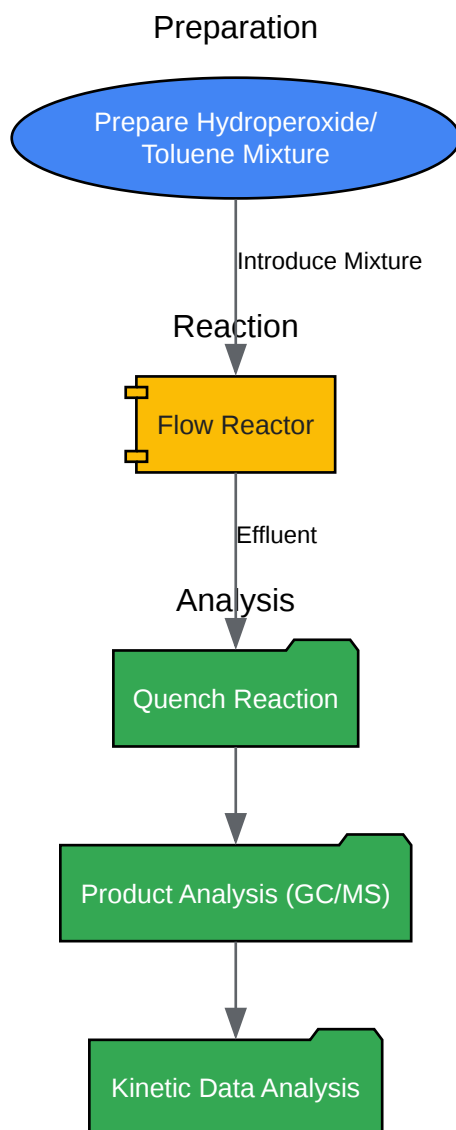 Preparation
Prepare Hydroperoxide/
Toluene Mixture
Introduce Mixture
Reaction
Flow Reactor
Effluent
Analysis
Quench Reaction
Product Analysis (GC/MS)
Kinetic Data Analysis